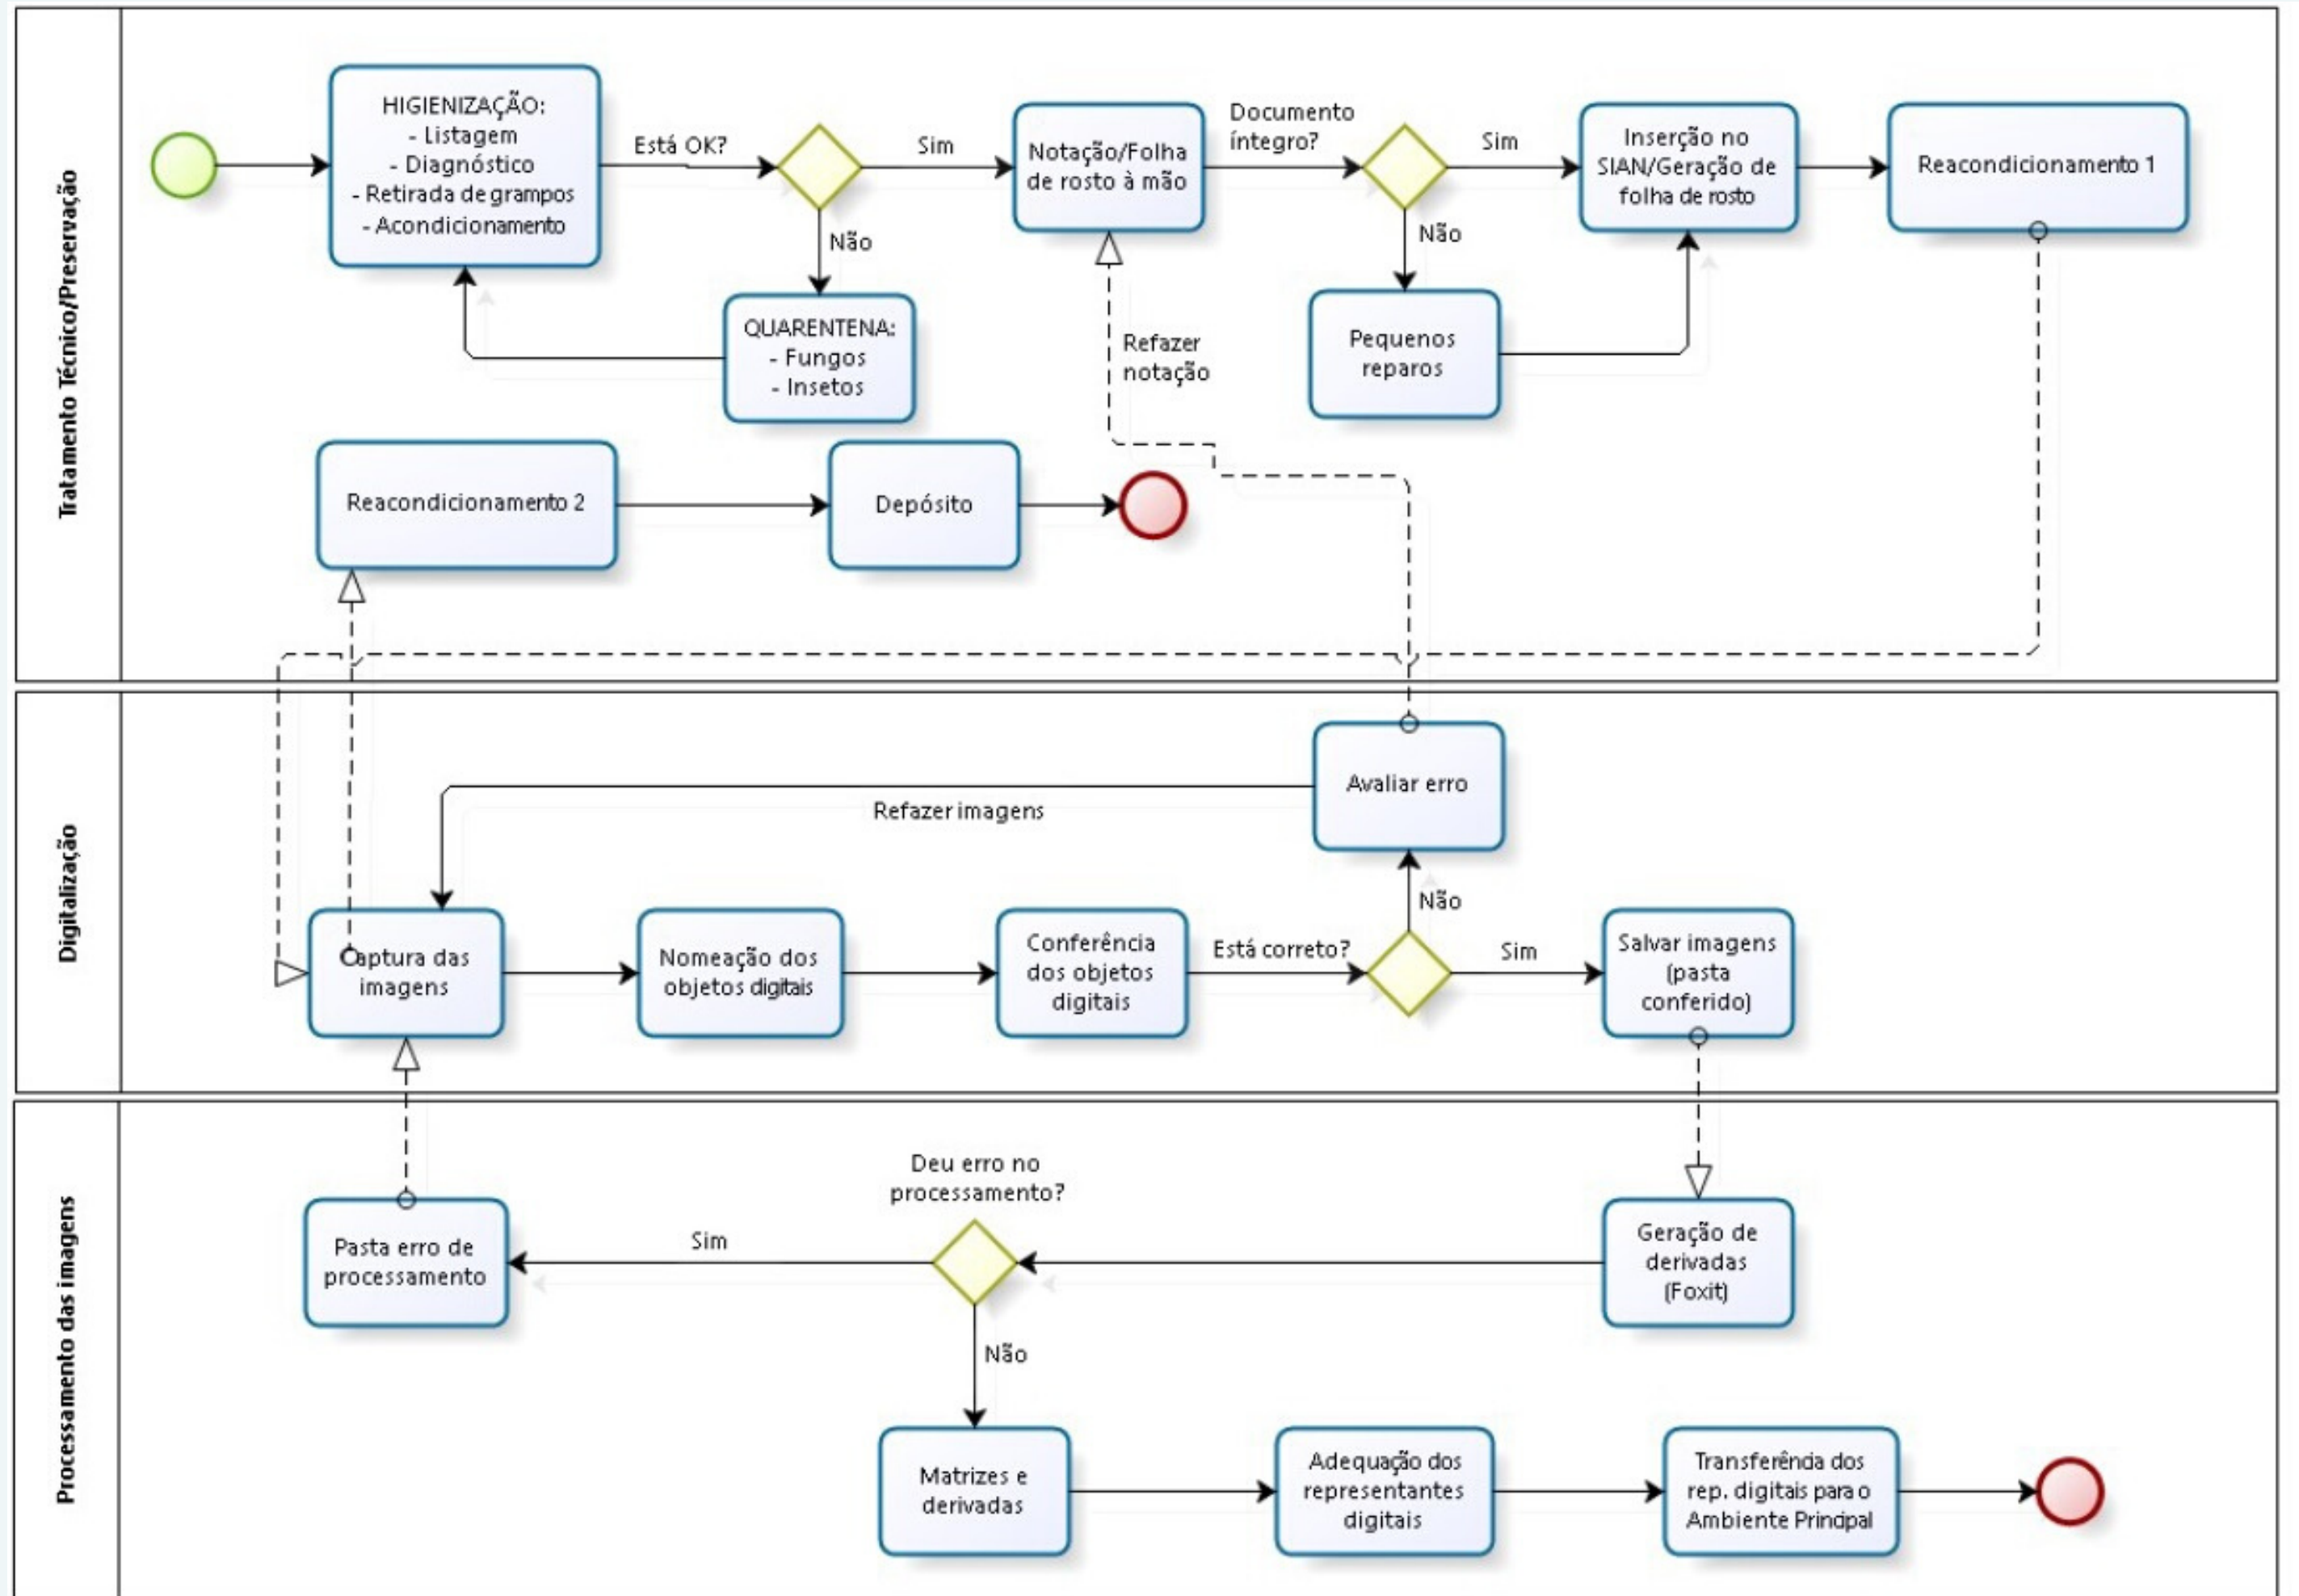 Tratamento Técnico/Preservação
HIGIENIZAÇÃO:
- Listagem
- Diagnóstico
- Retirada de grampos
- Acondicionamento
Está OK?
Sim
Não
QUARENTENA:
- Fungos
- Insetos
Notação/Folha
de rosto à mão
Documento
íntegro?
Sim
Não
Pequenos
reparos
Inserção no
SIAN/Geração de
folha de rosto
Reacondicionamento 1
Refazer
notação
Reacondicionamento 2
Depósito
Digitalização
Avaliar erro
Refazer imagens
Captura das
imagens
Nomeação dos
objetos digitais
Conferência
dos objetos
digitais
Está correto?
Não
Sim
Salvar imagens
(pasta
conferido)
Processamento das imagens
Pasta erro de
processamento
Sim
Deu erro no
processamento?
Não
Geração de
derivadas
(Foxit)
Matrizes e
derivadas
Adequação dos
representantes
digitais
Transferência dos
rep. digitais para o
Ambiente Principal